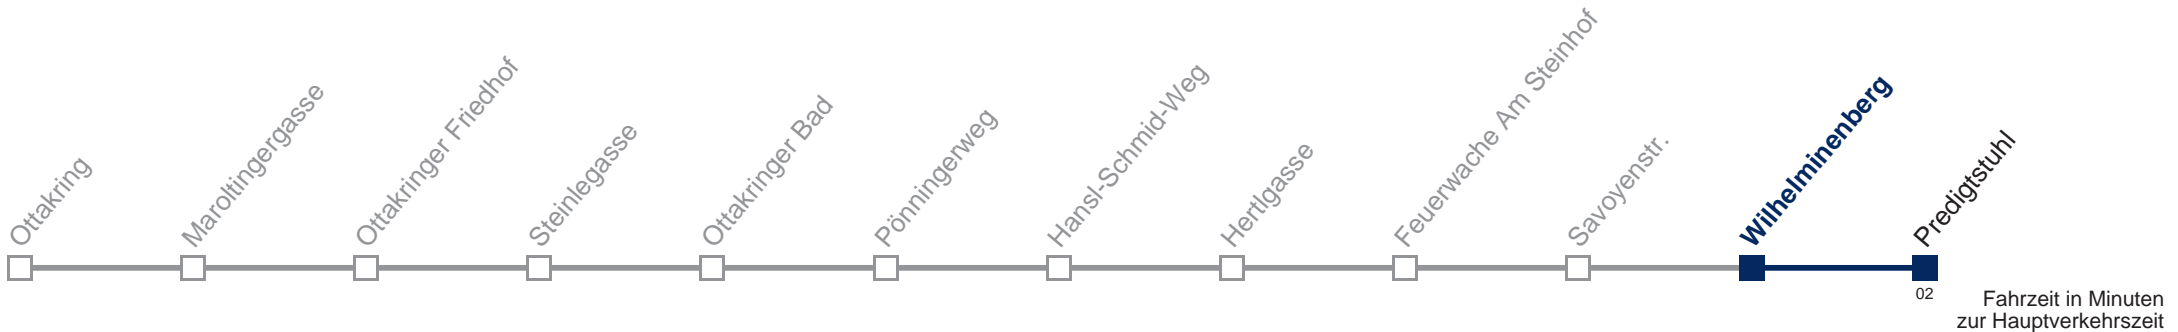 Ottakring
Maroltingergasse
Ottakringer Friedhof
Steinlegasse
Ottakringer Bad
Pönningerweg
Hansl-Schmid-Weg
Hertlgasse
Feuerwache Am Steinhof
Savoyenstr.
Wilhelminenberg
Predigtstuhl
02
Fahrzeit in Minuten
zur Hauptverkehrszeit